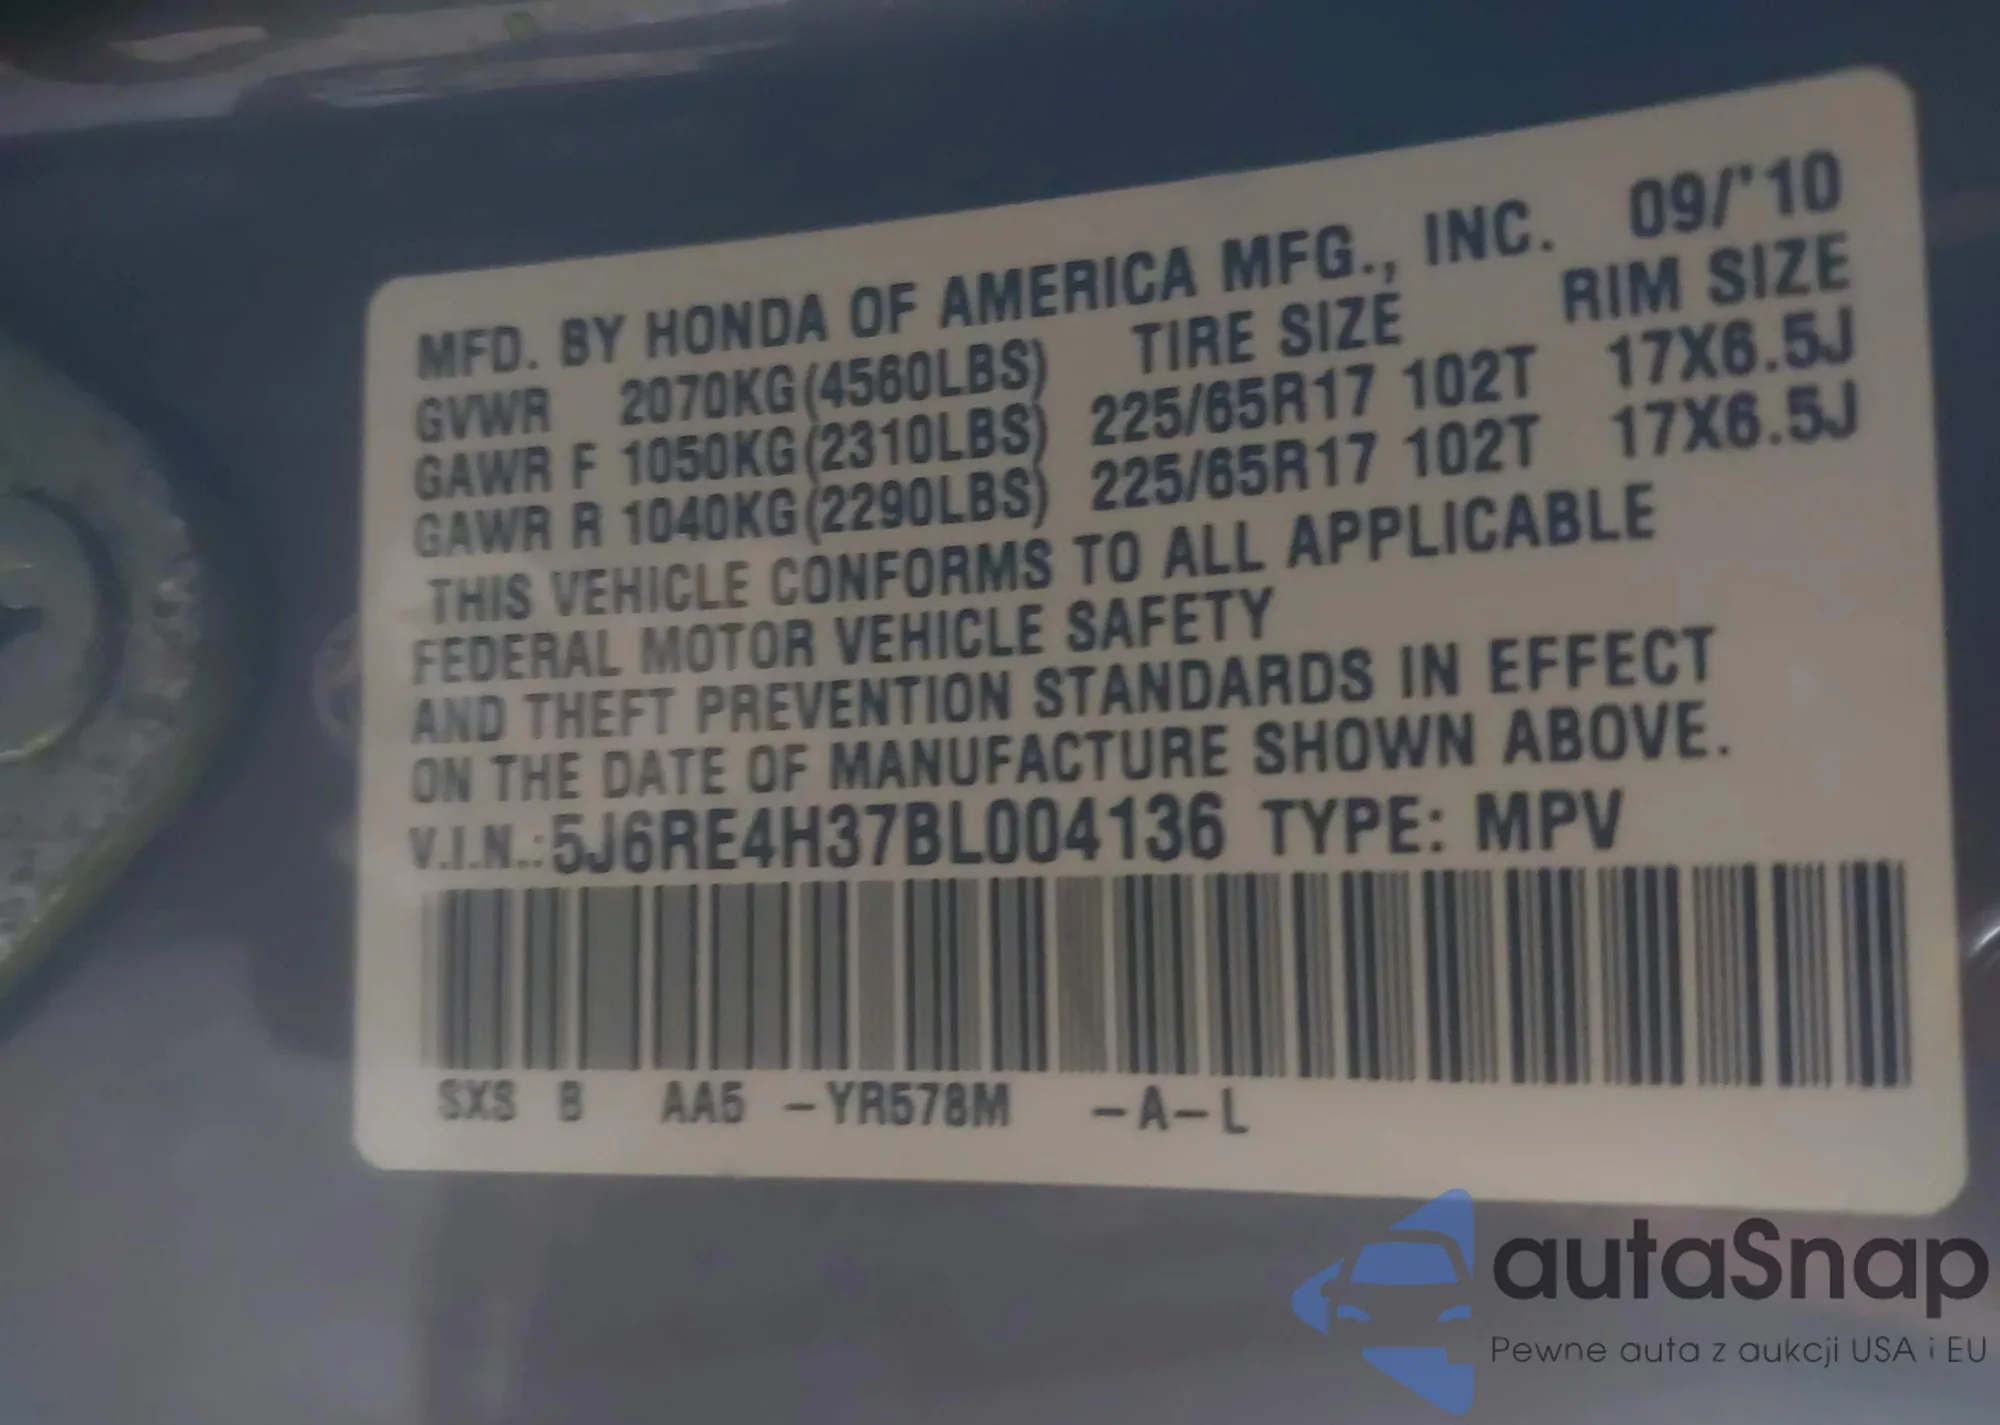 MFD. BY HONDA OF AMERICA MFG., INC. 09/'10
GVWR 2070KG(4560LBS) TIRE SIZE RIM SIZE
GAWR F 1050KG(2310LBS) 225/65R17 102T 17X6.5J
GAWR R 1040KG(2290LBS) 225/65R17 102T 17X6.5J
THIS VEHICLE CONFORMS TO ALL APPLICABLE
FEDERAL MOTOR VEHICLE SAFETY
AND THEFT PREVENTION STANDARDS IN EFFECT
ON THE DATE OF MANUFACTURE SHOWN ABOVE.
V.I.N.:5J6RE4H37BL004136 TYPE: MPV
SXS B AA5 -YR578M -A-L
autaSnap
Pewne auta z aukcji USA i EU